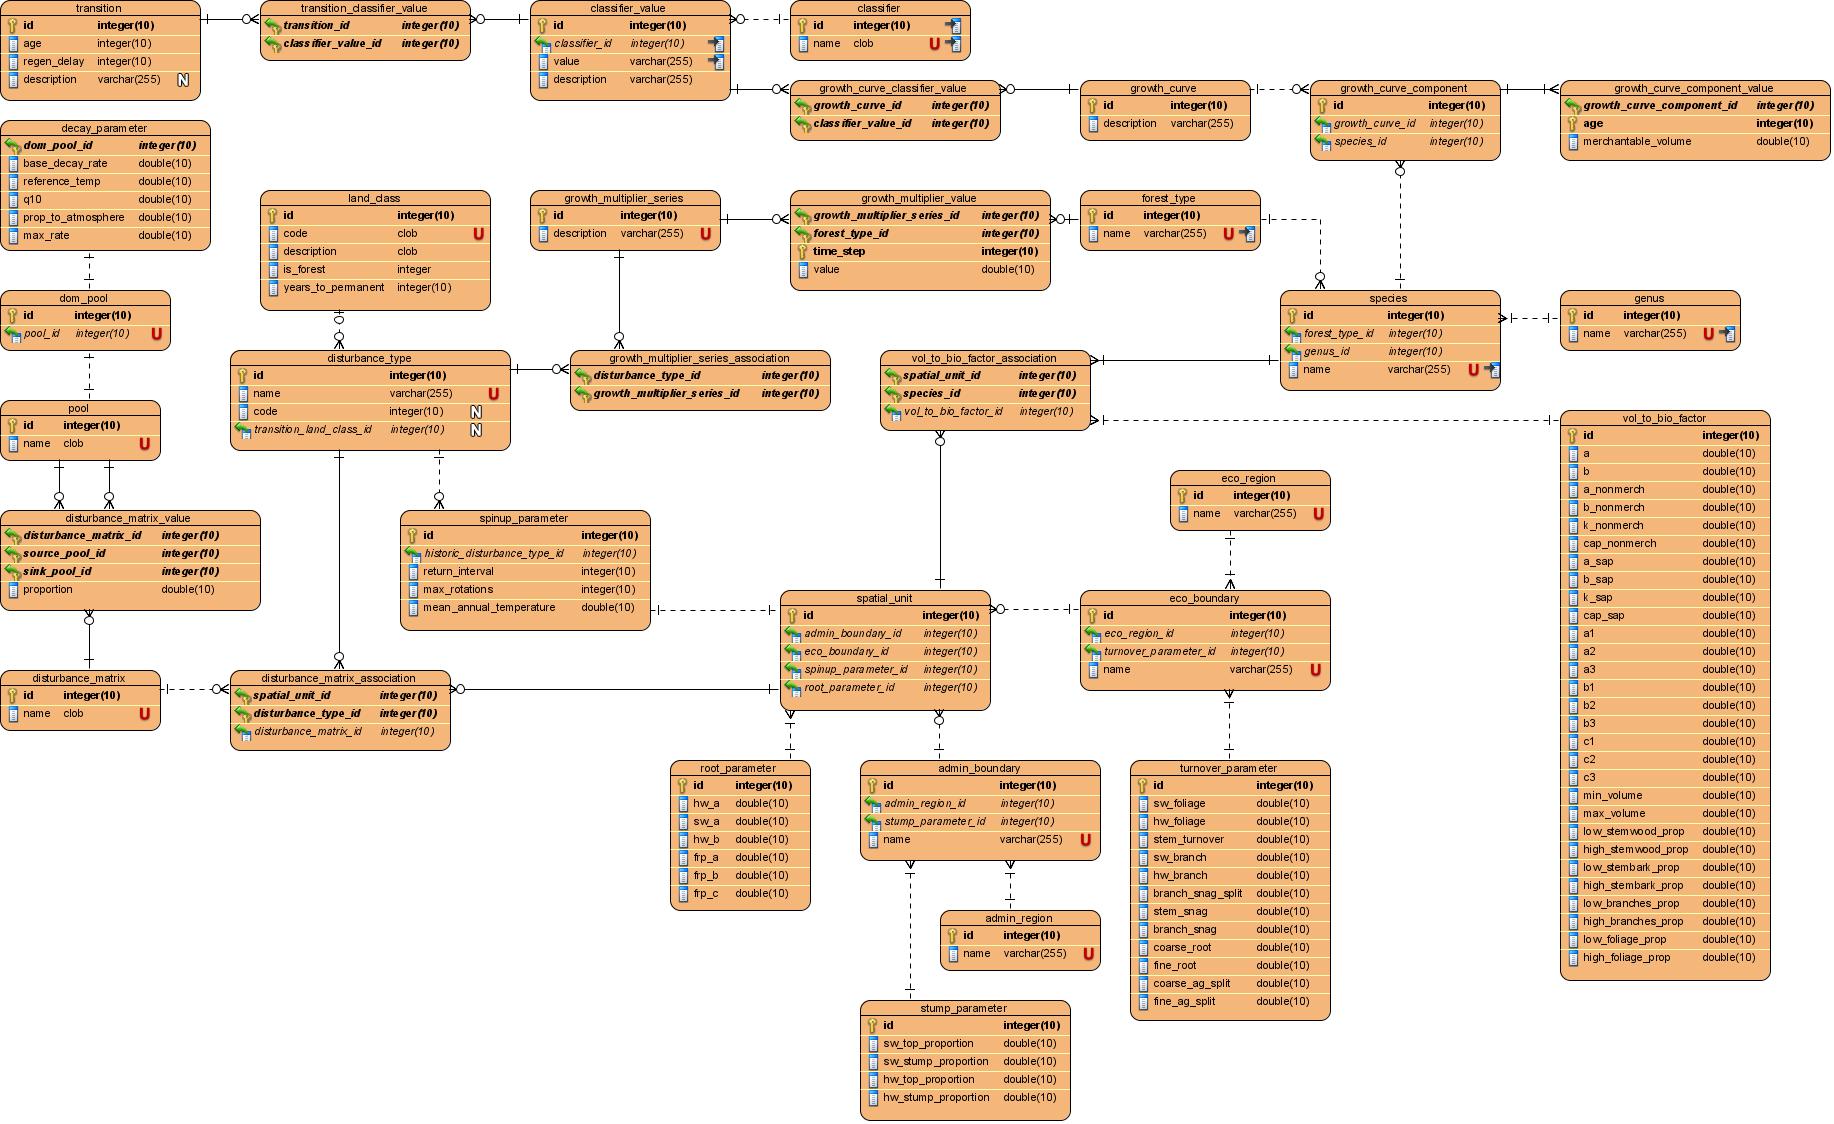 transition
id integer(10)
age integer(10)
regen_delay integer(10)
description varchar(255) N
transition_classifier_value
transition_id integer(10)
classifier_value_id integer(10)
classifier_value
id integer(10)
classifier_id integer(10)
value varchar(255)
description varchar(255)
classifier
id integer(10)
name clob U
growth_curve_classifier_value
growth_curve_id integer(10)
classifier_value_id integer(10)
growth_curve
id integer(10)
description varchar(255)
growth_curve_component
id integer(10)
growth_curve_id integer(10)
species_id integer(10)
growth_curve_component_value
growth_curve_component_id integer(10)
age integer(10)
merchantable_volume double(10)
decay_parameter
dom_pool_id integer(10)
base_decay_rate double(10)
reference_temp double(10)
q10 double(10)
prop_to_atmosphere double(10)
max_rate double(10)
land_class
id integer(10)
code clob U
description clob
is_forest integer
years_to_permanent integer(10)
growth_multiplier_series
id integer(10)
description varchar(255) U
growth_multiplier_value
growth_multiplier_series_id integer(10)
forest_type_id integer(10)
time_step integer(10)
value double(10)
forest_type
id integer(10)
name varchar(255) U
dom_pool
id integer(10)
pool_id integer(10) U
species
id integer(10)
forest_type_id integer(10)
genus_id integer(10)
name varchar(255) U
genus
id integer(10)
name varchar(255) U
disturbance_type
id integer(10)
name varchar(255) U
code integer(10) N
transition_land_class_id integer(10) N
growth_multiplier_series_association
disturbance_type_id integer(10)
growth_multiplier_series_id integer(10)
vol_to_bio_factor_association
spatial_unit_id integer(10)
species_id integer(10)
vol_to_bio_factor_id integer(10)
pool
id integer(10)
name clob U
vol_to_bio_factor
id integer(10)
a double(10)
b double(10)
a_nonmerch double(10)
b_nonmerch double(10)
k_nonmerch double(10)
cap_nonmerch double(10)
a_sap double(10)
b_sap double(10)
k_sap double(10)
cap_sap double(10)
a1 double(10)
a2 double(10)
a3 double(10)
b1 double(10)
b2 double(10)
b3 double(10)
c1 double(10)
c2 double(10)
c3 double(10)
min_volume double(10)
max_volume double(10)
low_stemwood_prop double(10)
high_stemwood_prop double(10)
low_stembark_prop double(10)
high_stembark_prop double(10)
low_branches_prop double(10)
high_branches_prop double(10)
low_foliage_prop double(10)
high_foliage_prop double(10)
eco_region
id integer(10)
name varchar(255) U
disturbance_matrix_value
disturbance_matrix_id integer(10)
source_pool_id integer(10)
sink_pool_id integer(10)
proportion double(10)
spinup_parameter
id integer(10)
historic_disturbance_type_id integer(10)
return_interval integer(10)
max_rotations integer(10)
mean_annual_temperature double(10)
spatial_unit
id integer(10)
admin_boundary_id integer(10)
eco_boundary_id integer(10)
spinup_parameter_id integer(10)
root_parameter_id integer(10)
eco_boundary
id integer(10)
eco_region_id integer(10)
turnover_parameter_id integer(10)
name varchar(255) U
disturbance_matrix
id integer(10)
name clob U
disturbance_matrix_association
spatial_unit_id integer(10)
disturbance_type_id integer(10)
disturbance_matrix_id integer(10)
root_parameter
id integer(10)
hw_a double(10)
sw_a double(10)
hw_b double(10)
frp_a double(10)
frp_b double(10)
frp_c double(10)
admin_boundary
id integer(10)
admin_region_id integer(10)
stump_parameter_id integer(10)
name varchar(255) U
turnover_parameter
id integer(10)
sw_foliage double(10)
hw_foliage double(10)
stem_turnover double(10)
sw_branch double(10)
hw_branch double(10)
branch_snag_split double(10)
stem_snag double(10)
branch_snag double(10)
coarse_root double(10)
fine_root double(10)
coarse_ag_split double(10)
fine_ag_split double(10)
admin_region
id integer(10)
name varchar(255) U
stump_parameter
id integer(10)
sw_top_proportion double(10)
sw_stump_proportion double(10)
hw_top_proportion double(10)
hw_stump_proportion double(10)